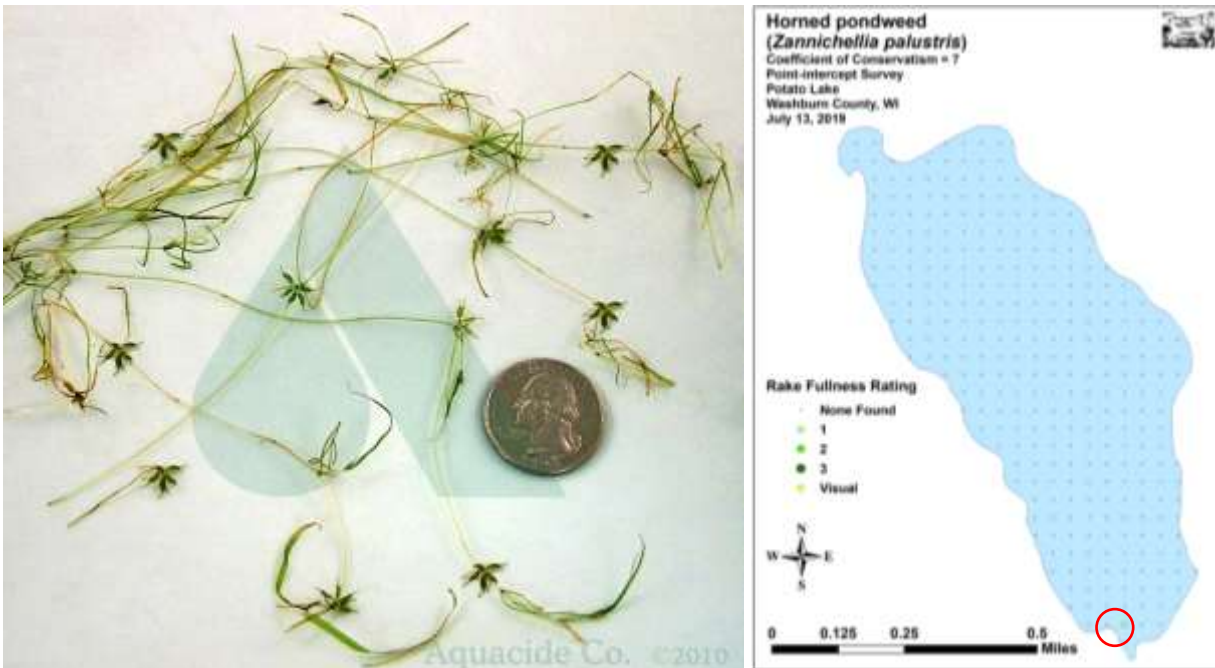 Aquacide Co. ©2010
Horned pondweed
(Zannichellia palustris)
Coefficient of Conservatism = 7
Point-intercept Survey
Potato Lake
Washburn County, WI
July 13, 2019
Rake Fullness Rating
None Found
1
2
3
Visual
N
W E
S
0 0.125 0.25 0.5
Miles